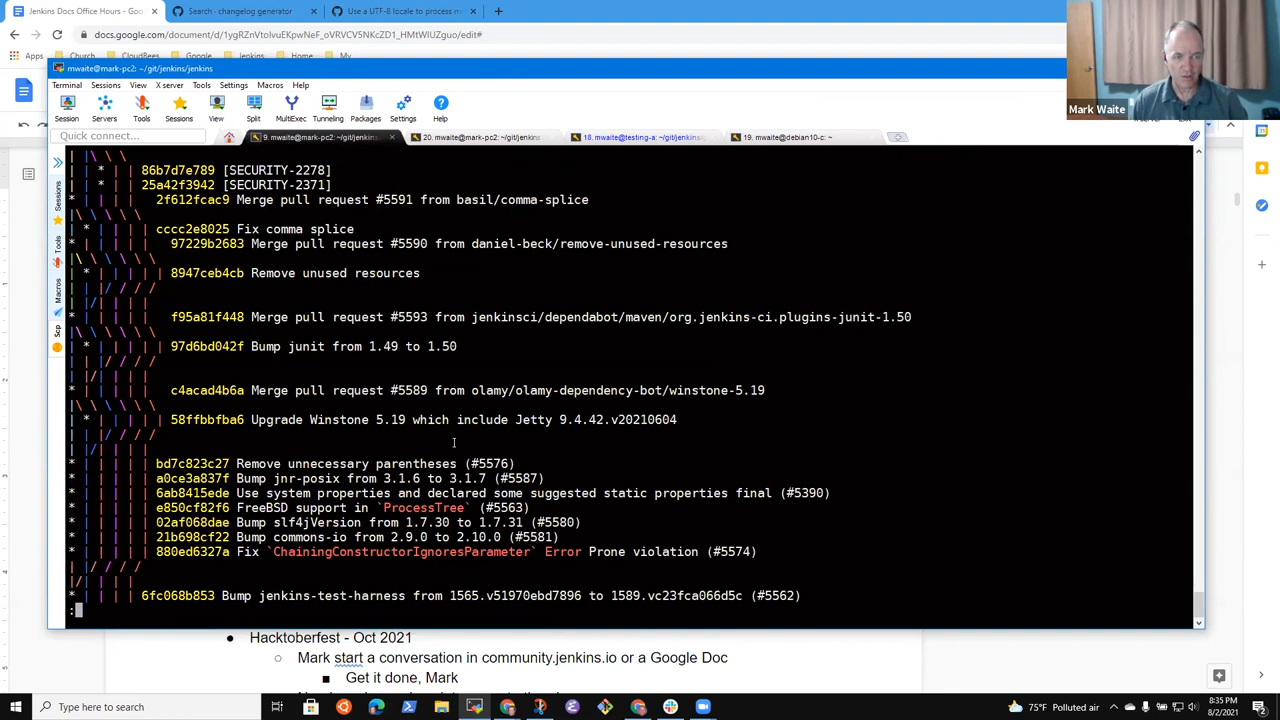 Jenkins Docs Office Hours - Goo
Search · changelog generator
Use a UTF-8 locale to process m
docs.google.com/document/d/1ygRZnVtoIvuEKpwNeF_oVRVCV5NKcZD1_HMtWIUZguo/edit#
Apps
Church
CloudBees
Google
Jenkins
Home
My
mwaite@mark-pc2: ~/git/jenkins/jenkins
Terminal Sessions View X server Tools Settings Macros Help
Session Servers Tools Sessions View Split MultiExec Tunneling Packages Settings Help
Mark Waite
Quick connect...
9. mwaite@mark-pc2: ~/git/jenkins
20. mwaite@mark-pc2: ~/git/jenkins
18. mwaite@testing-a: ~/git/jenkins/
19. mwaite@debian10-c: ~
Sessions
Tools
Macros
Scp
86b7d7e789 [SECURITY-2278]
25a42f3942 [SECURITY-2371]
2f612fcac9 Merge pull request #5591 from basil/comma-splice
cccc2e8025 Fix comma splice
97229b2683 Merge pull request #5590 from daniel-beck/remove-unused-resources
8947ceb4cb Remove unused resources
f95a81f448 Merge pull request #5593 from jenkinsci/dependabot/maven/org.jenkins-ci.plugins-junit-1.50
97d6bd042f Bump junit from 1.49 to 1.50
c4acad4b6a Merge pull request #5589 from olamy/olamy-dependency-bot/winstone-5.19
58ffbbfba6 Upgrade Winstone 5.19 which include Jetty 9.4.42.v20210604
bd7c823c27 Remove unnecessary parentheses (#5576)
a0ce3a837f Bump jnr-posix from 3.1.6 to 3.1.7 (#5587)
6ab8415ede Use system properties and declared some suggested static properties final (#5390)
e850cf82f6 FreeBSD support in `ProcessTree` (#5563)
02af068dae Bump slf4jVersion from 1.7.30 to 1.7.31 (#5580)
21b698cf22 Bump commons-io from 2.9.0 to 2.10.0 (#5581)
880ed6327a Fix `ChainingConstructorIgnoresParameter` Error Prone violation (#5574)
6fc068b853 Bump jenkins-test-harness from 1565.v51970ebd7896 to 1589.vc23fca066d5c (#5562)
:
Hacktoberfest - Oct 2021
Mark start a conversation in community.jenkins.io or a Google Doc
Get it done, Mark
Type here to search
75°F Polluted air
8:35 PM
8/2/2021